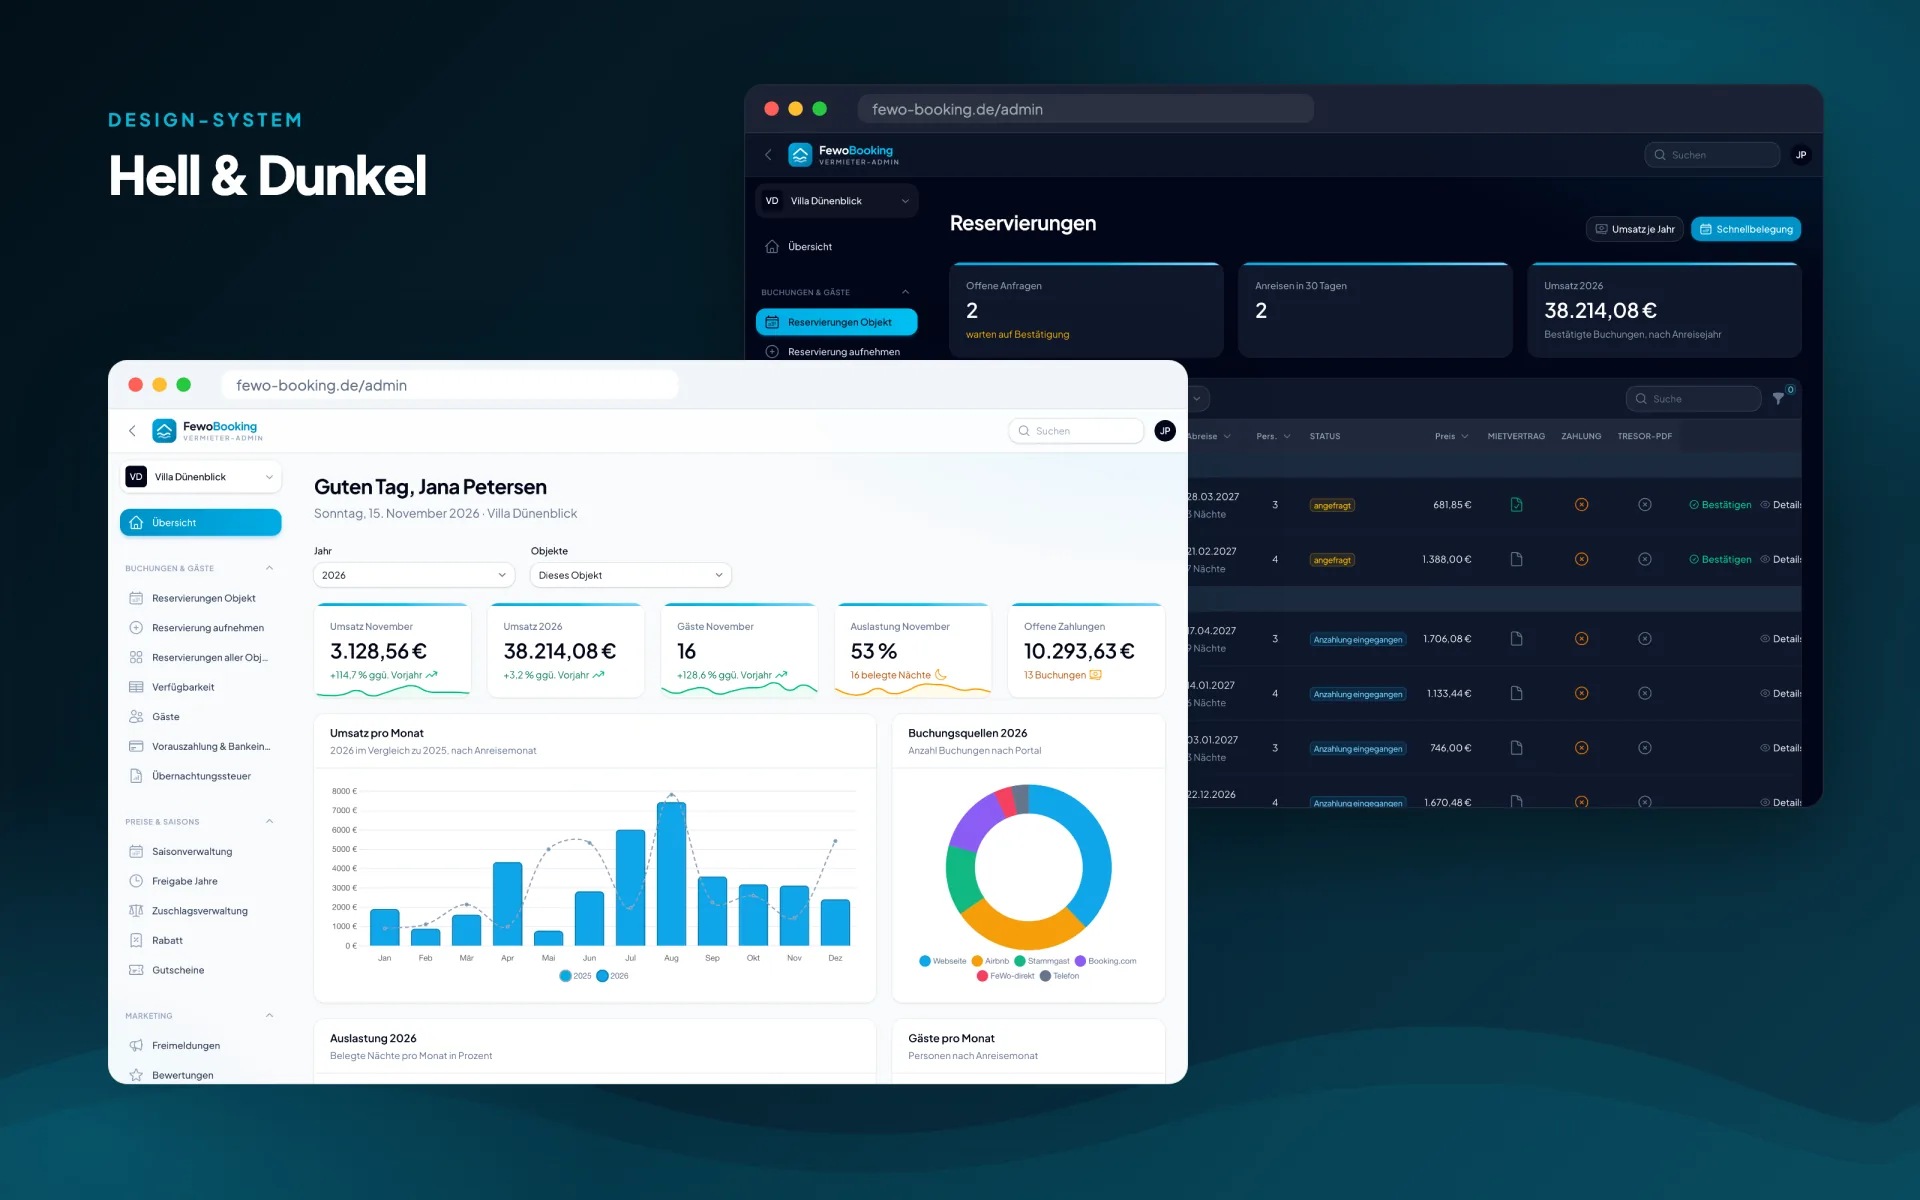 DESIGN-SYSTEM
Hell & Dunkel
fewo-booking.de/admin
FewoBooking
VERMIETER-ADMIN
Suchen
JP
VD Villa Dünenblick
Übersicht
BUCHUNGEN & GÄSTE
Reservierungen Objekt
Reservierung aufnehmen
Reservierungen
Umsatz je Jahr
Schnellbelegung
Offene Anfragen
2
warten auf Bestätigung
Anreisen in 30 Tagen
2
Umsatz 2026
38.214,08 €
Bestätigte Buchungen, nach Anreisejahr
Suche
0
Abreise Pers. STATUS Preis MIETVERTRAG ZAHLUNG TRESOR-PDF
28.03.2027
3 Nächte
3 angefragt 681,85 € Bestätigen Details
21.02.2027
7 Nächte
4 angefragt 1.388,00 € Bestätigen Details
17.04.2027
9 Nächte
3 Anzahlung eingegangen 1.706,08 € Details
14.01.2027
Nächte
4 Anzahlung eingegangen 1.133,44 € Details
03.01.2027
3 Nächte
3 Anzahlung eingegangen 746,00 € Details
22.12.2026
4 Anzahlung eingegangen 1.670,48 € Details
fewo-booking.de/admin
FewoBooking
VERMIETER-ADMIN
Suchen
JP
VD Villa Dünenblick
Übersicht
BUCHUNGEN & GÄSTE
Reservierungen Objekt
Reservierung aufnehmen
Reservierungen aller Obj...
Verfügbarkeit
Gäste
Vorauszahlung & Bankein...
Übernachtungssteuer
PREISE & SAISONS
Saisonverwaltung
Freigabe Jahre
Zuschlagsverwaltung
Rabatt
Gutscheine
MARKETING
Freimeldungen
Bewertungen
Guten Tag, Jana Petersen
Sonntag, 15. November 2026 · Villa Dünenblick
Jahr
2026
Objekte
Dieses Objekt
Umsatz November
3.128,56 €
+114,7 % ggü. Vorjahr
Umsatz 2026
38.214,08 €
+3,2 % ggü. Vorjahr
Gäste November
16
+128,6 % ggü. Vorjahr
Auslastung November
53 %
16 belegte Nächte
Offene Zahlungen
10.293,63 €
13 Buchungen
Umsatz pro Monat
2026 im Vergleich zu 2025, nach Anreisemonat
8000 €
7000 €
6000 €
5000 €
4000 €
3000 €
2000 €
1000 €
0 €
Jan Feb Mär Apr Mai Jun Jul Aug Sep Okt Nov Dez
2025 2026
Buchungsquellen 2026
Anzahl Buchungen nach Portal
Webseite Airbnb Stammgast Booking.com
FeWo-direkt Telefon
Auslastung 2026
Belegte Nächte pro Monat in Prozent
Gäste pro Monat
Personen nach Anreisemonat